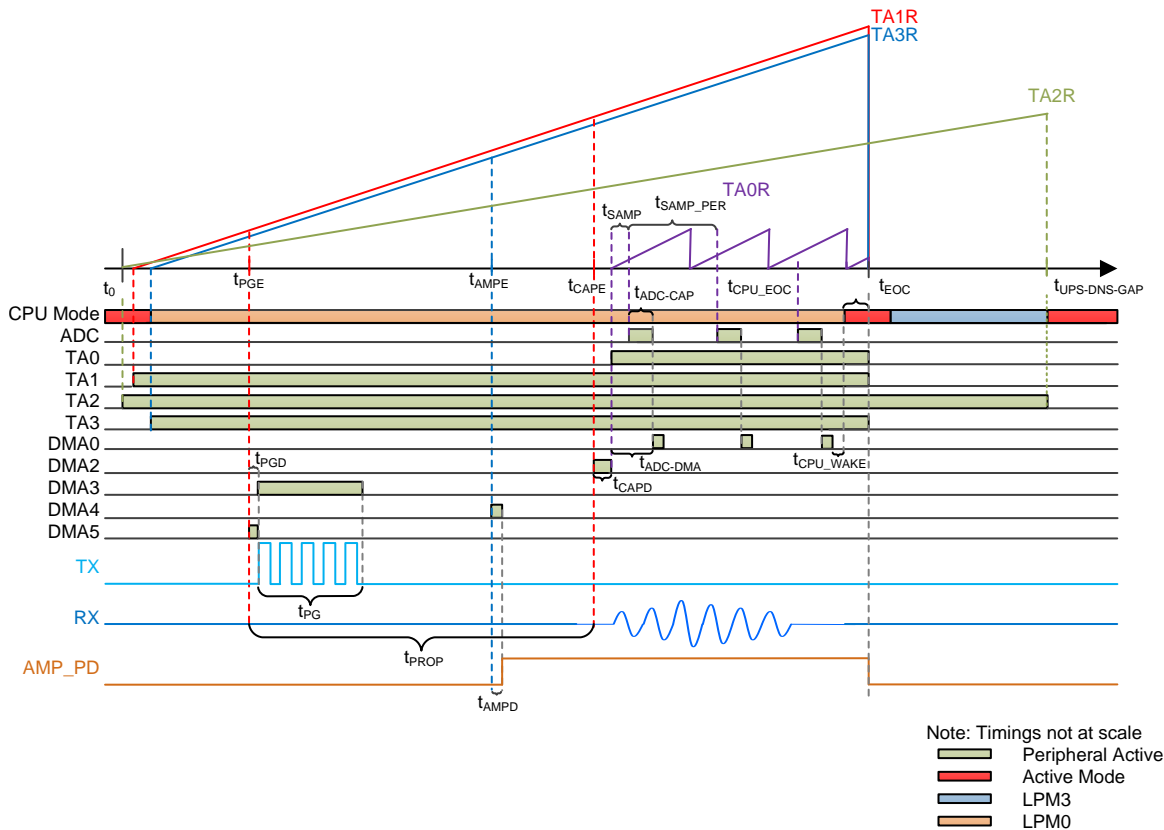 TA1R
TA3R
TA2R
TA0R
tSAMP_PER
tSAMP
t0
tPGE
tAMPE
tCAPE
tADC-CAP
tCPU_EOC
tEOC
tUPS-DNS-GAP
CPU Mode
ADC
TA0
TA1
TA2
TA3
DMA0
tPGD
tADC-DMA
tCPU_WAKE
DMA2
tCAPD
DMA3
DMA4
DMA5
TX
tPG
RX
tPROP
AMP_PD
tAMPD
Note: Timings not at scale
Peripheral Active
Active Mode
LPM3
LPM0